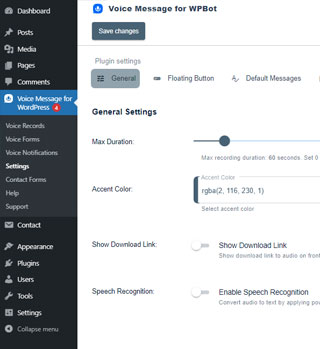 Dashboard
Posts
Media
Pages
Comments
Voice Message for
WordPress 4
Voice Records
Voice Forms
Voice Notifications
Settings
Contact Forms
Help
Support
Contact
Appearance
Plugins
Users
Tools
Settings
Collapse menu
Voice Message for WPBot
Save changes
Plugin settings
General
Floating Button
Default Messages
General Settings
Max Duration:
Max recording duration: 60 seconds. Set 0
Accent Color:
Accent Color
rgba(2, 116, 230, 1)
Select accent color
Show Download Link:
Show Download Link
Show download link to audio on front
Speech Recognition:
Enable Speech Recognition
Convert audio to text by applying po